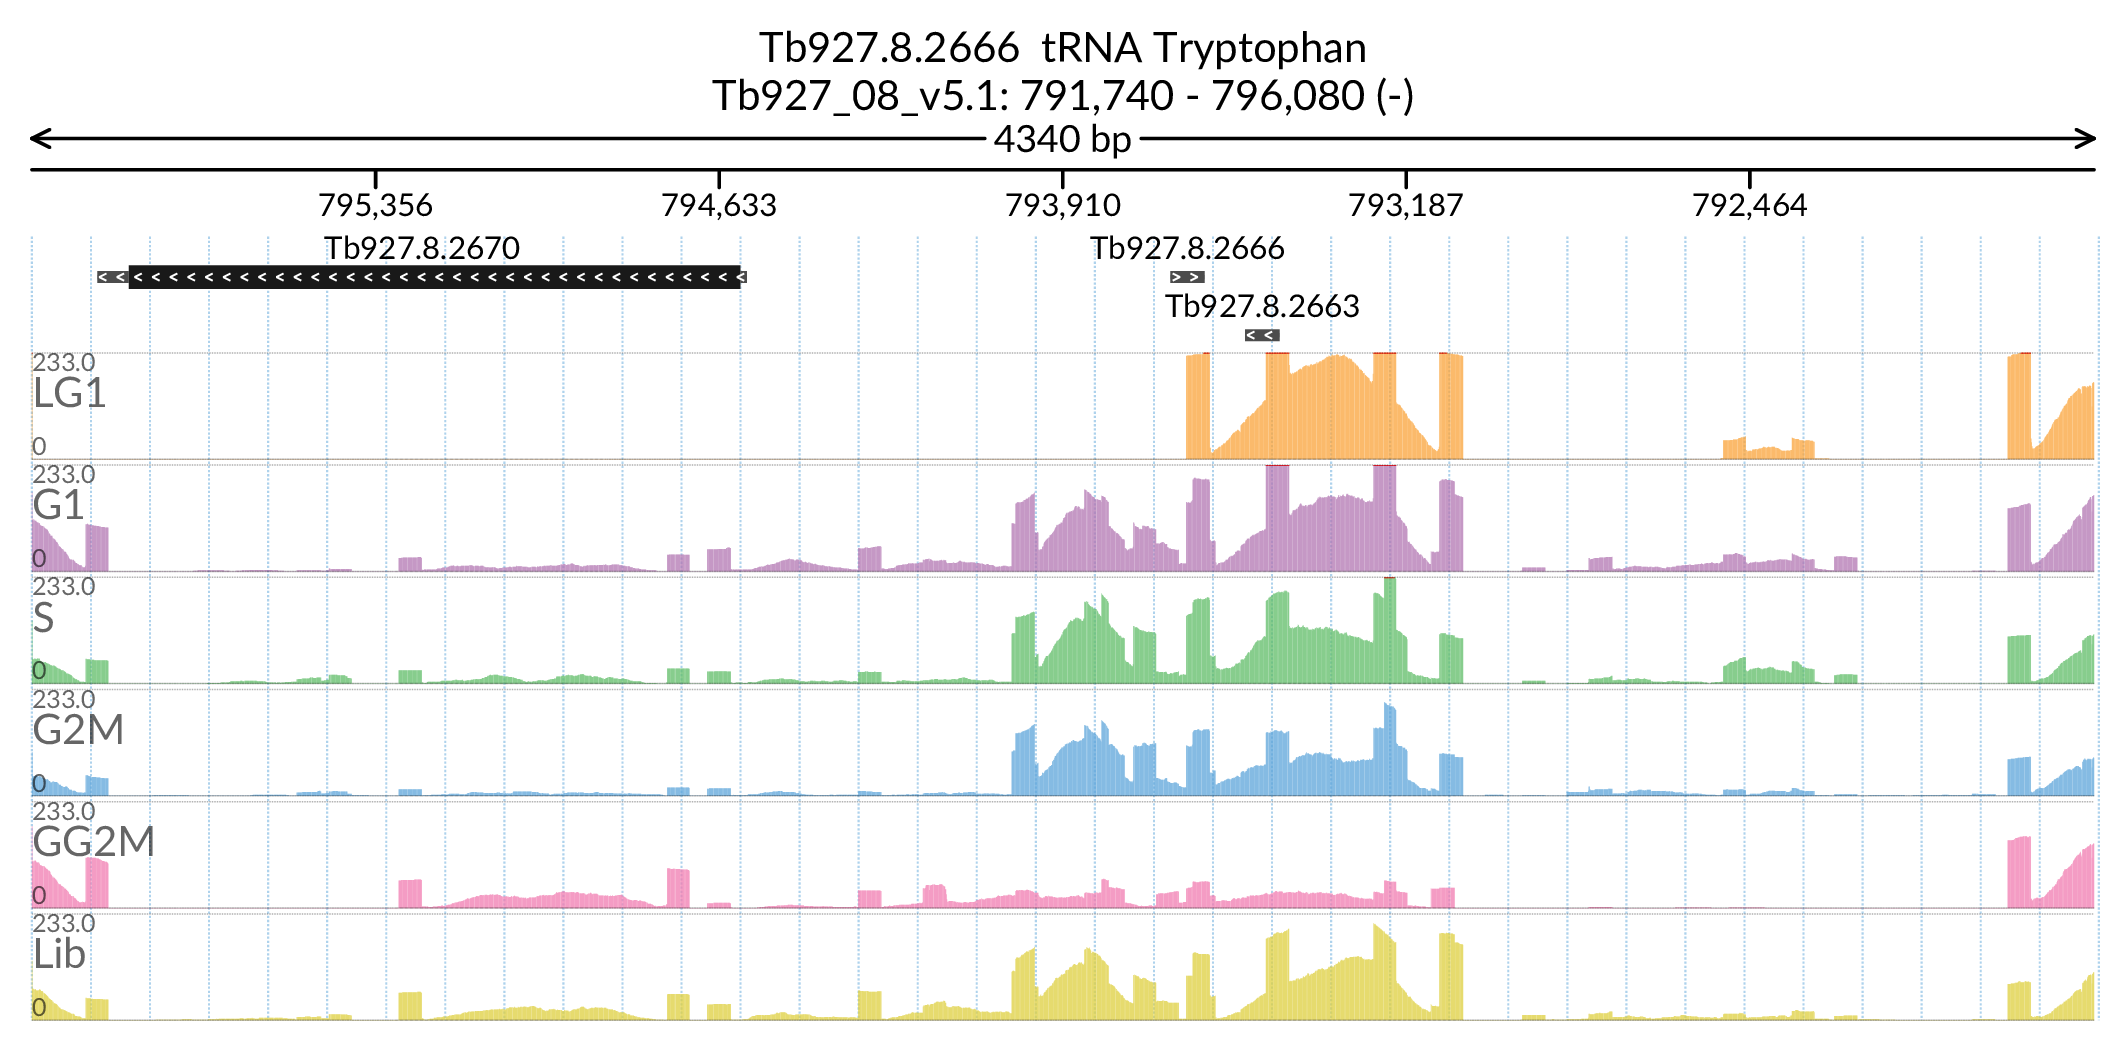 Tb927.8.2666 tRNA Tryptophan
Tb927_08_v5.1: 791,740 - 796,080 (-)
4340 bp
795,356 794,633 793,910 793,187 792,464
Tb927.8.2670 Tb927.8.2666
Tb927.8.2663
233.0
LG1
0
233.0
G1
0
233.0
S
0
233.0
G2M
0
233.0
GG2M
0
233.0
Lib
0